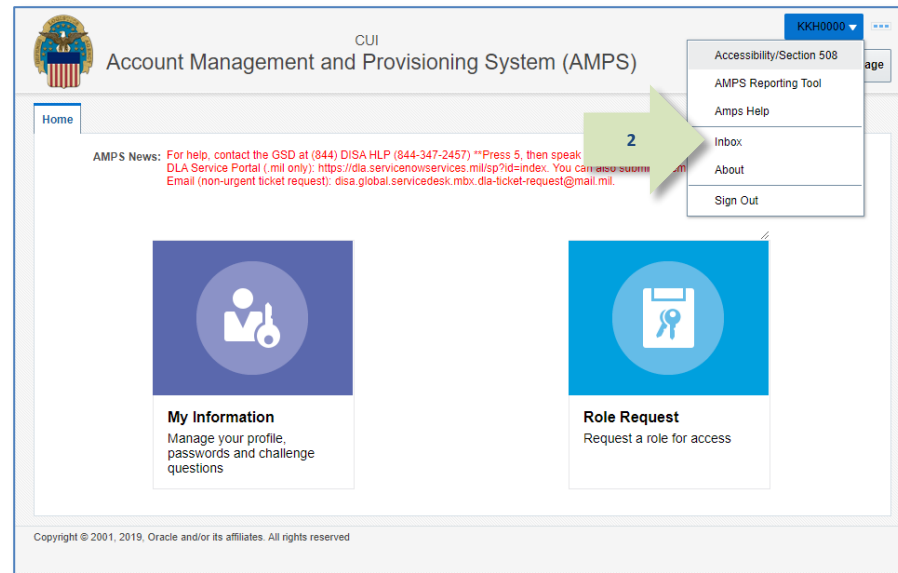 CUI
Account Management and Provisioning System (AMPS)
KKH0000
age
Accessibility/Section 508
AMPS Reporting Tool
Amps Help
Inbox
About
Sign Out
2
Home
AMPS News: For help, contact the GSD at (844) DISA HLP (844-347-2457) **Press 5, then speak
DLA Service Portal (.mil only): https://dla.servicenowservices.mil/sp?id=index. You can also submit
Email (non-urgent ticket request): disa.global.servicedesk.mbx.dla-ticket-request@mail.mil.
My Information
Manage your profile,
passwords and challenge
questions
Role Request
Request a role for access
Copyright © 2001, 2019, Oracle and/or its affiliates. All rights reserved